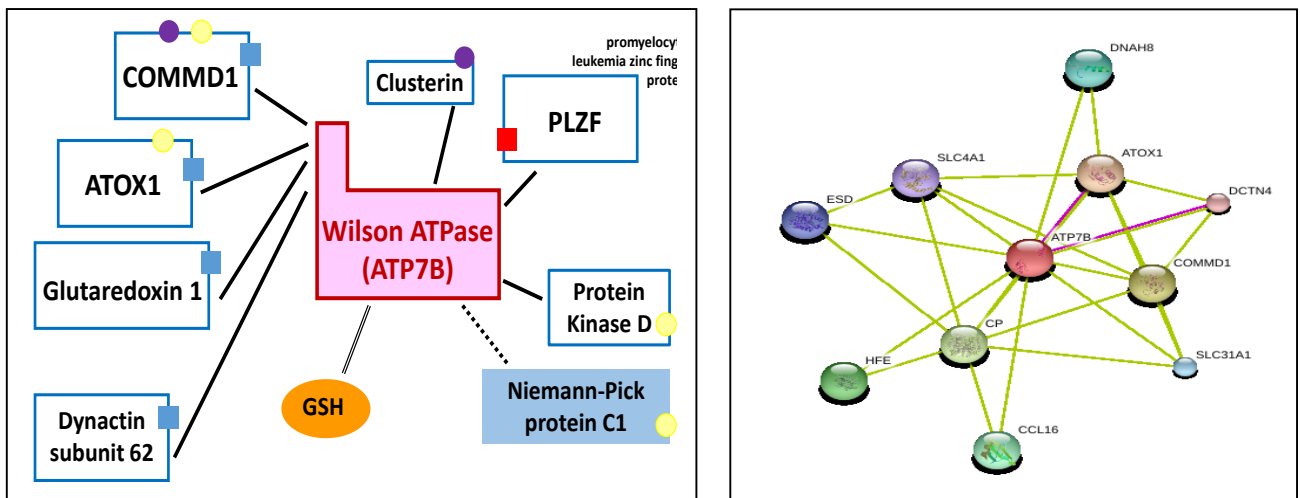 COMMD1
Clusterin
promyelocyt
leukemia zinc fing
prote
PLZF
ATOX1
Wilson ATPase
(ATP7B)
Glutaredoxin 1
Protein
Kinase D
GSH
Niemann-Pick
protein C1
Dynactin
subunit 62
DNAH8
SLC4A1
ATOX1
DCTN4
ESD
ATP7B
COMMD1
CP
HFE
SLC31A1
CCL16